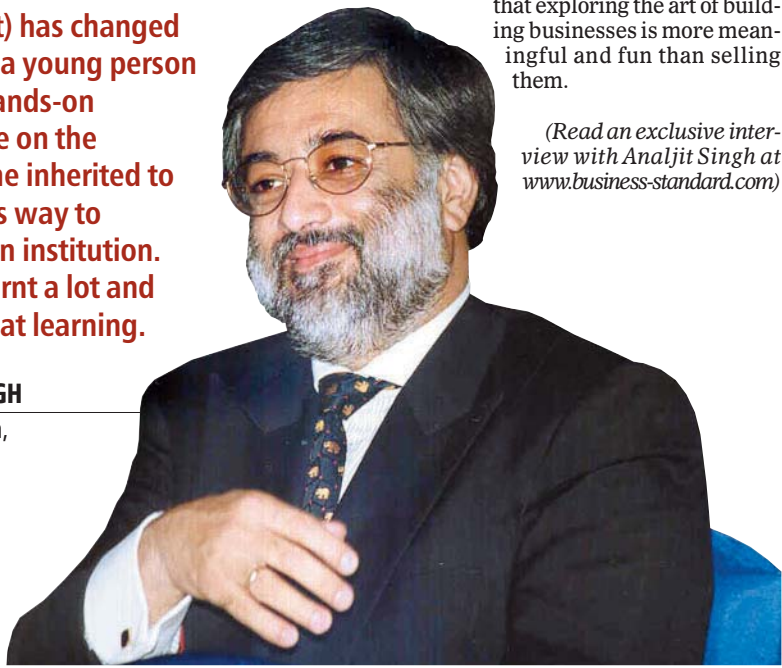 t) has changed
a young person
ands-on
e on the
ne inherited to
s way to
n institution.
rnt a lot and
at learning.
GH
,
that exploring the art of build-
ing businesses is more mean-
ingful and fun than selling
them.
(Read an exclusive inter-
view with Analjit Singh at
www.business-standard.com)